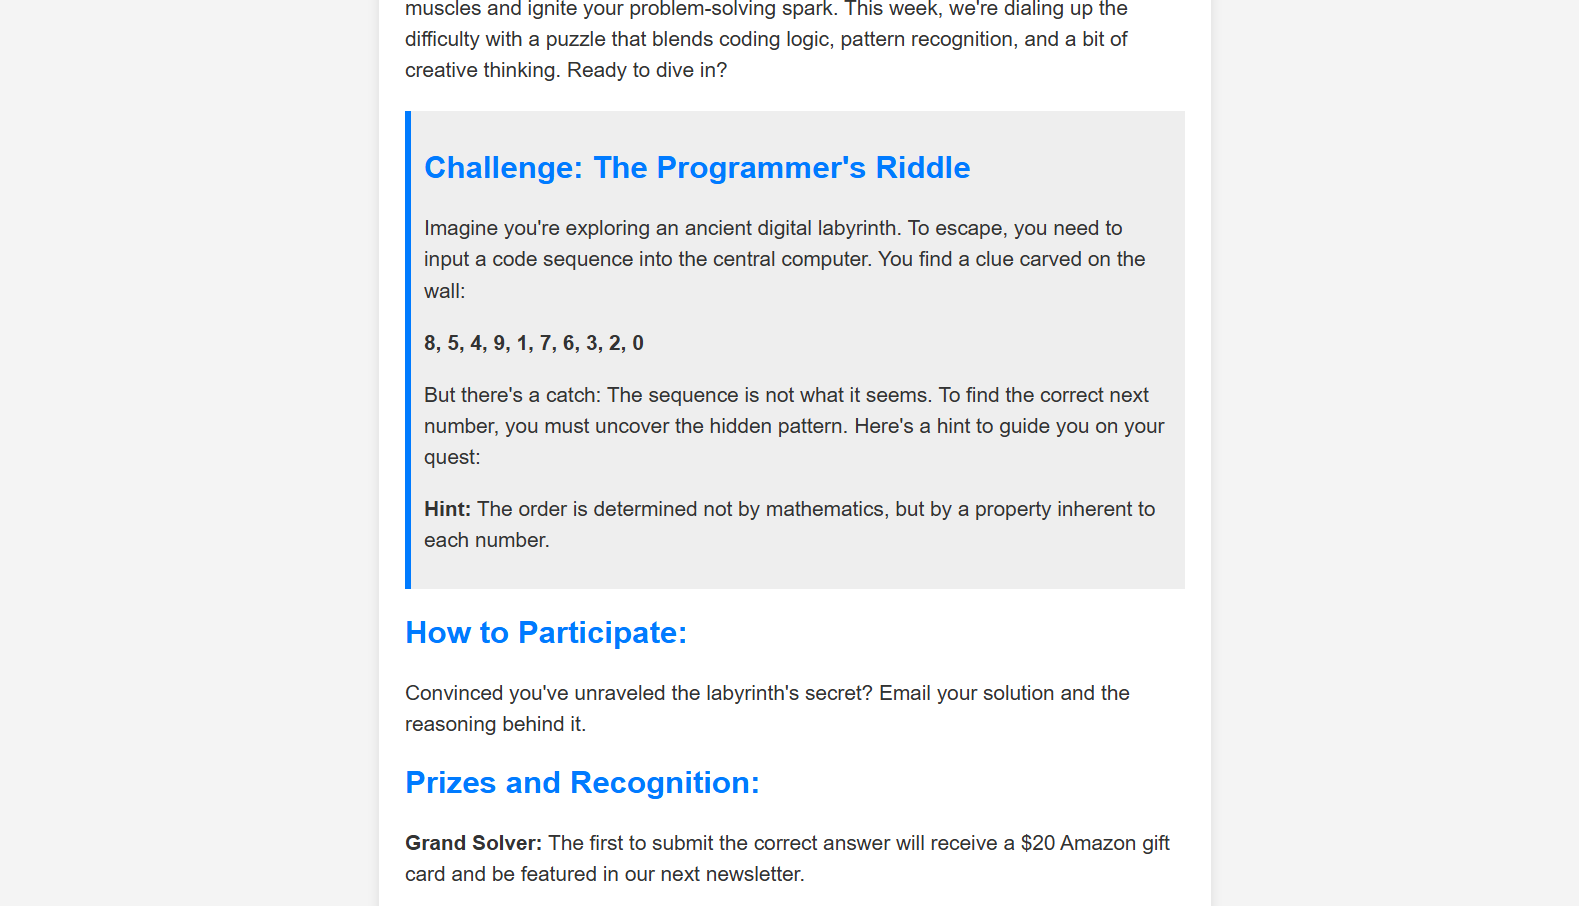 muscles and ignite your problem-solving spark. This week, we're dialing up the
difficulty with a puzzle that blends coding logic, pattern recognition, and a bit of
creative thinking. Ready to dive in?
Challenge: The Programmer's Riddle
Imagine you're exploring an ancient digital labyrinth. To escape, you need to
input a code sequence into the central computer. You find a clue carved on the
wall:
8, 5, 4, 9, 1, 7, 6, 3, 2, 0
But there's a catch: The sequence is not what it seems. To find the correct next
number, you must uncover the hidden pattern. Here's a hint to guide you on your
quest:
Hint: The order is determined not by mathematics, but by a property inherent to
each number.
How to Participate:
Convinced you've unraveled the labyrinth's secret? Email your solution and the
reasoning behind it.
Prizes and Recognition:
Grand Solver: The first to submit the correct answer will receive a $20 Amazon gift
card and be featured in our next newsletter.